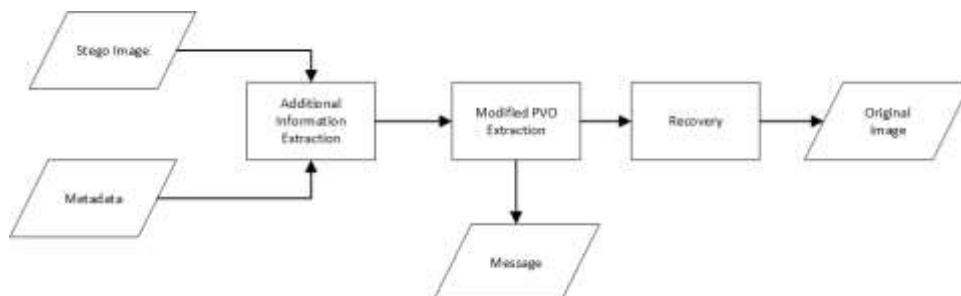 Stego Image
Additional
Information
Extraction
Modified PVO
Extraction
Recovery
Original
Image
Metadata
Message